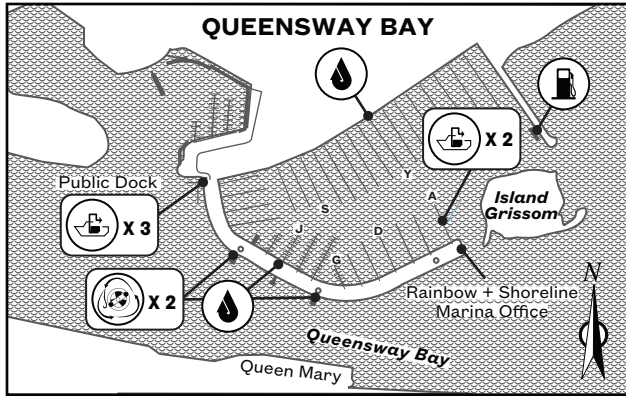 QUEENSWAY BAY
X 2
Y
Public Dock
A
Island
Grissom
S
X 3
J
D
G
X 2
N
Rainbow + Shoreline
Marina Office
Queensway Bay
Queen Mary